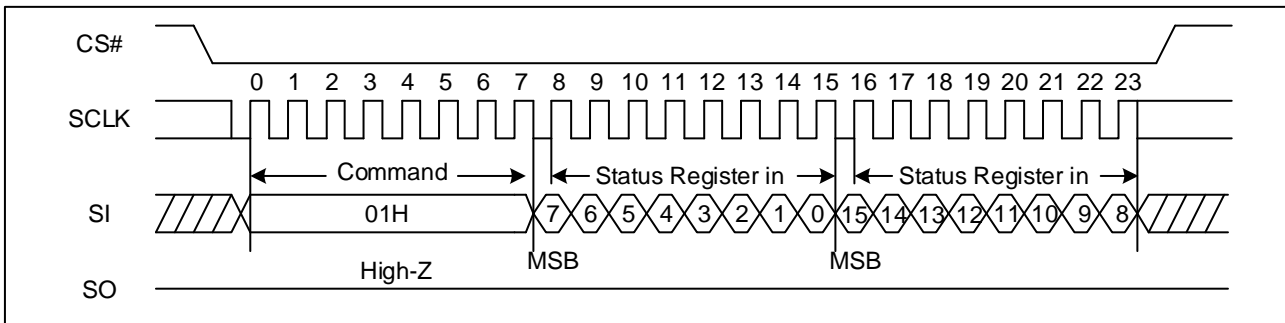 CS#
0 1 2 3 4 5 6 7 8 9 10 11 12 13 14 15 16 17 18 19 20 21 22 23
SCLK
Command Status Register in Status Register in
SI 01H 7 6 5 4 3 2 1 0 15 14 13 12 11 10 9 8
MSB MSB
High-Z
SO